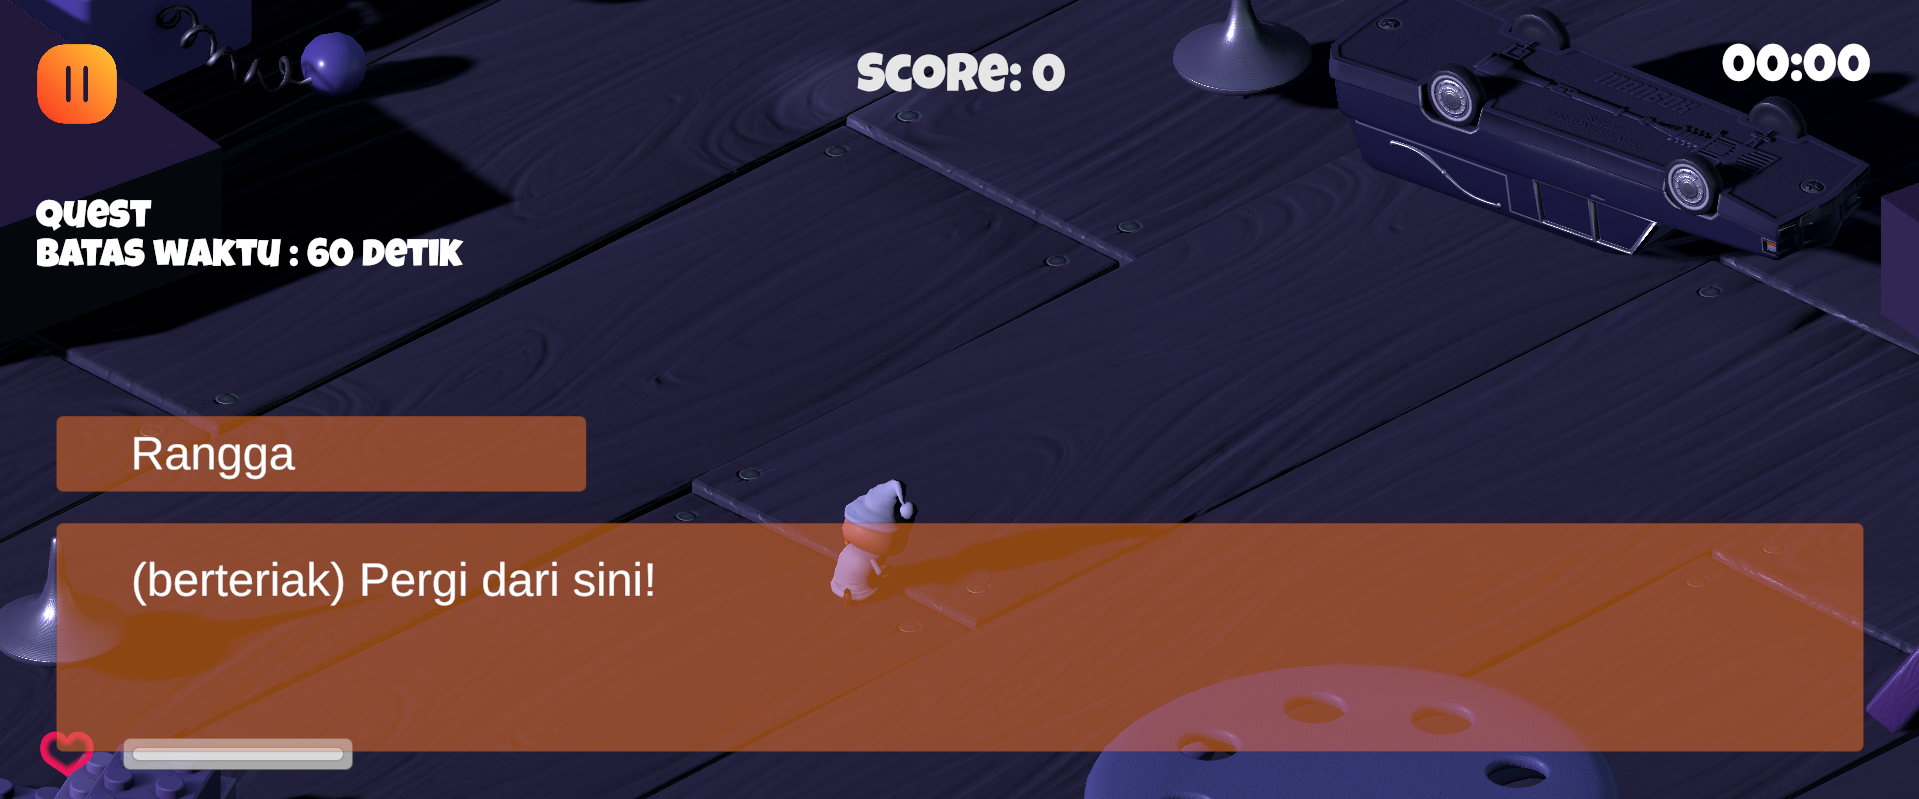 SCORE: 0
00:00
QUEST
BATAS WAKTU : 60 DETIK
Rangga
(berteriak) Pergi dari sini!